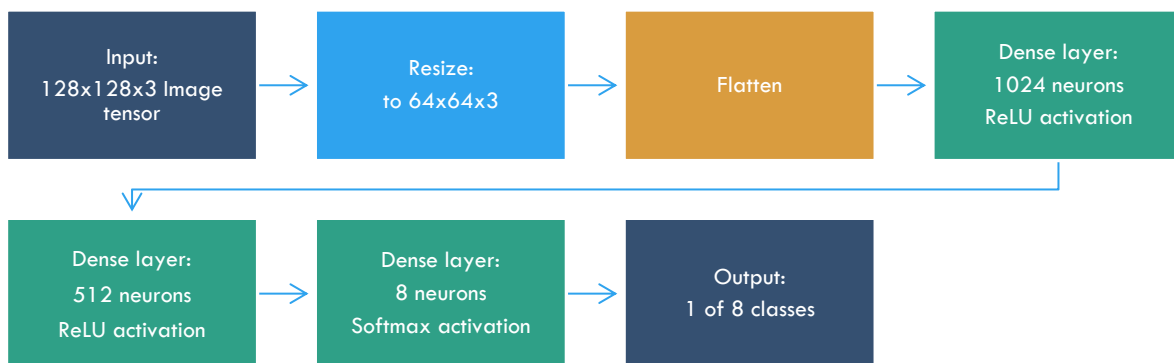 Input:
128x128x3 Image
tensor
Resize:
to 64x64x3
Flatten
Dense layer:
1024 neurons
ReLU activation
Dense layer:
512 neurons
ReLU activation
Dense layer:
8 neurons
Softmax activation
Output:
1 of 8 classes